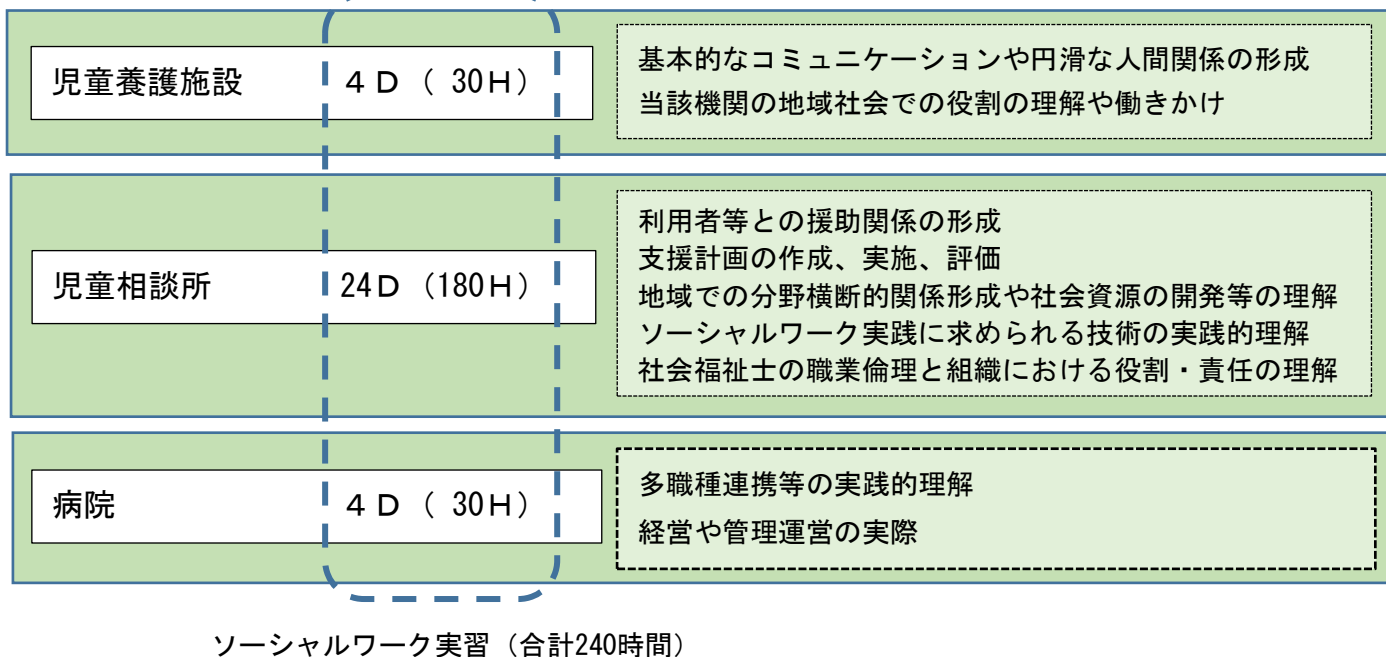 児童養護施設 4D( 30H)
基本的なコミュニケーションや円滑な人間関係の形成
当該機関の地域社会での役割の理解や働きかけ
児童相談所 24D(180H)
利用者等との援助関係の形成
支援計画の作成、実施、評価
地域での分野横断的関係形成や社会資源の開発等の理解
ソーシャルワーク実践に求められる技術の実践的理解
社会福祉士の職業倫理と組織における役割・責任の理解
病院 4D( 30H)
多職種連携等の実践的理解
経営や管理運営の実際
ソーシャルワーク実習(合計240時間)